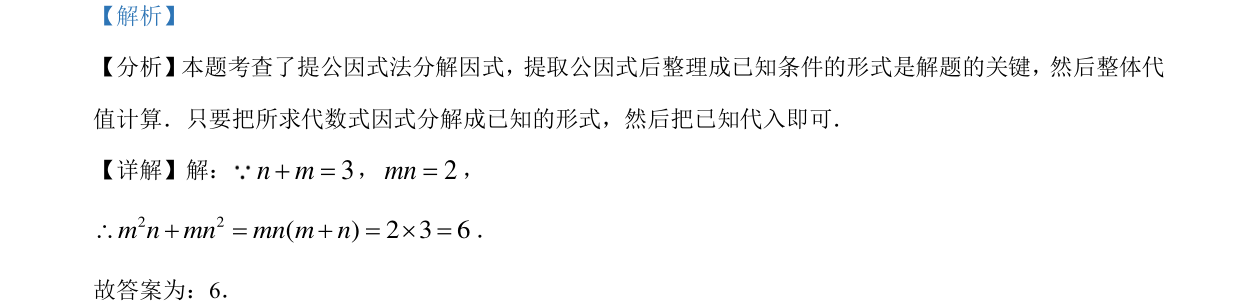 【解析】
【分析】本题考查了提公因式法分解因式，提取公因式后整理成已知条件的形式是解题的关键，然后整体代
值计算．只要把所求代数式因式分解成已知的形式，然后把已知代入即可．
【详解】解：∵n+m=3，mn=2，
∴m²n+mn²=mn(m+n)=2×3=6．
故答案为：6．